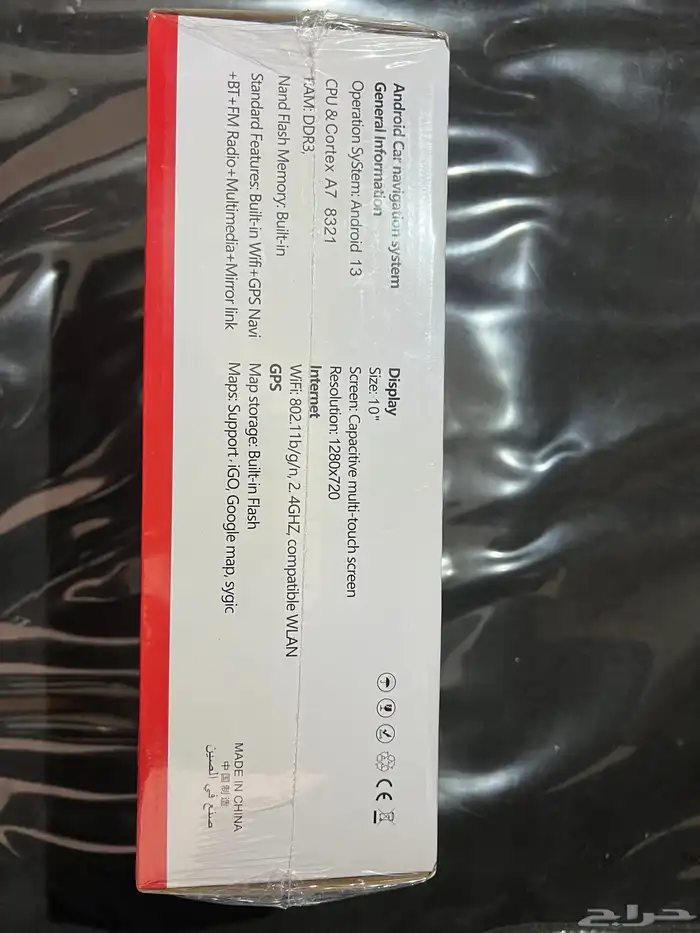 Android Car navigation system
General Information
Operation SyStem: Android 13
CPU & Cortex A7 8321
RAM: DDR3,
Nand Flash Memory: Built-in
Standard Features: Built-in Wifi+GPS Navi
+BT+FM Radio+Multimedia+Mirror link
Display
Size: 10"
Screen: Capacitive multi-touch screen
Resolution: 1280x720
Internet
WiFi: 802.11b/g/n, 2. 4GHZ, compatible WLAN
GPS
Map storage: Built-in Flash
Maps: Support, iGO, Google map, sygic
CE
MADE IN CHINA
中国制造
صنع في الصين
حراج